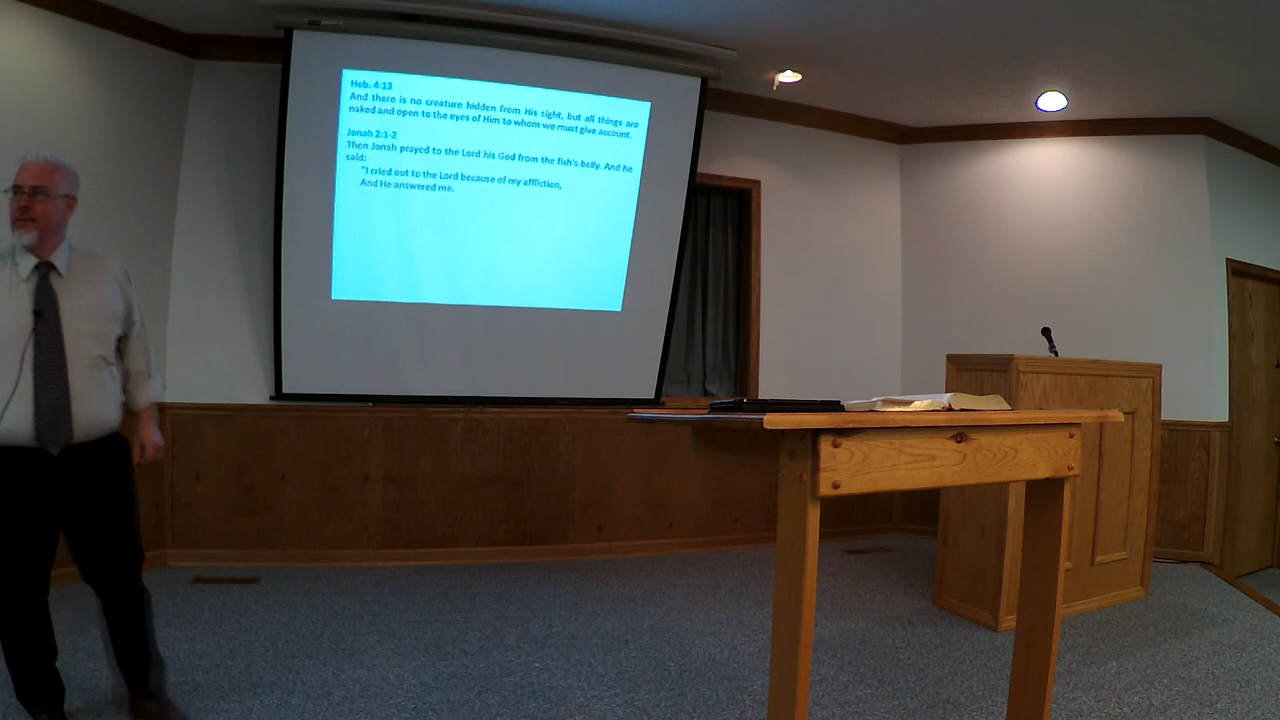 Heb. 4:13
And there is no creature hidden from His sight, but all things are
naked and open to the eyes of Him to whom we must give account.
Jonah 2:1-2
Then Jonah prayed to the Lord his God from the fish's belly. And he
said:
"I cried out to the Lord because of my affliction,
And He answered me.